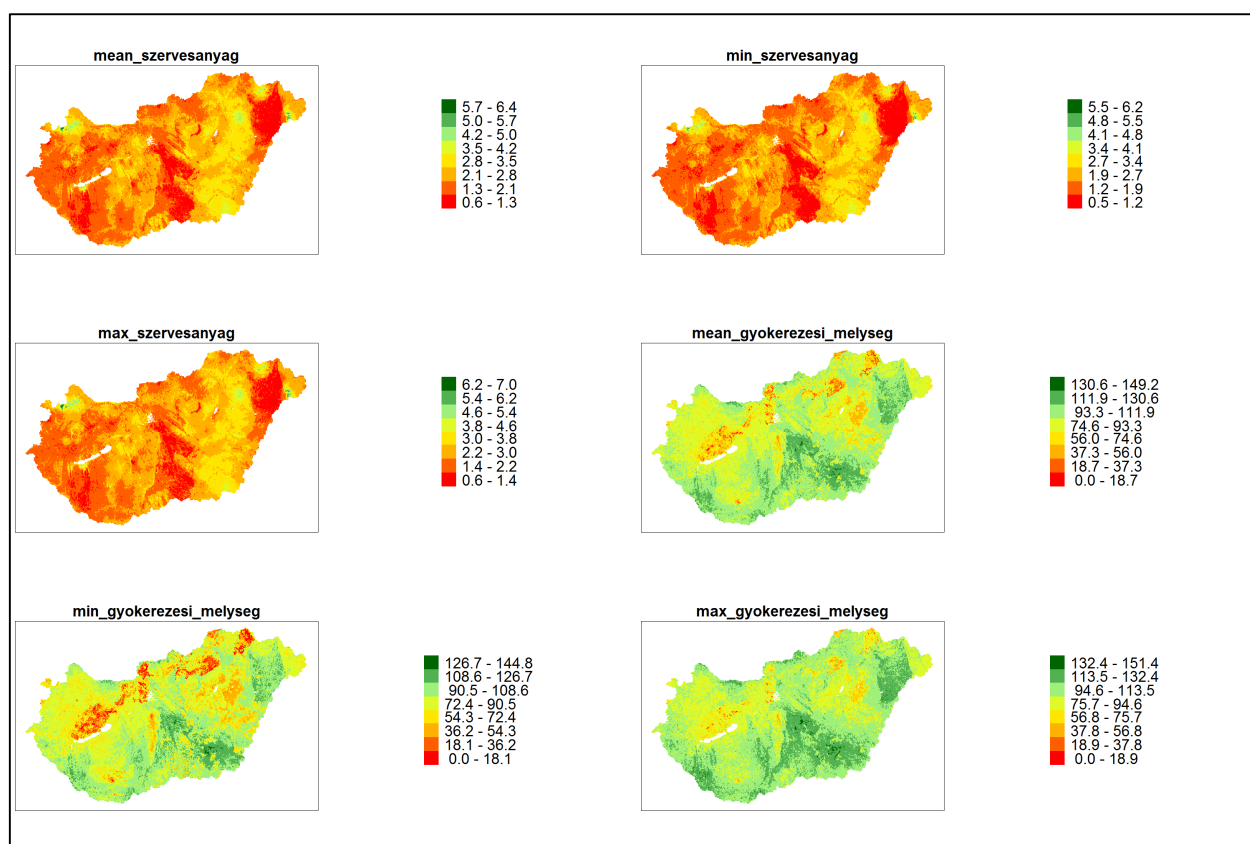 mean_szervesanyag
5.7 - 6.4
5.0 - 5.7
4.2 - 5.0
3.5 - 4.2
2.8 - 3.5
2.1 - 2.8
1.3 - 2.1
0.6 - 1.3
min_szervesanyag
5.5 - 6.2
4.8 - 5.5
4.1 - 4.8
3.4 - 4.1
2.7 - 3.4
1.9 - 2.7
1.2 - 1.9
0.5 - 1.2
max_szervesanyag
6.2 - 7.0
5.4 - 6.2
4.6 - 5.4
3.8 - 4.6
3.0 - 3.8
2.2 - 3.0
1.4 - 2.2
0.6 - 1.4
mean_gyokerezesi_melyseg
130.6 - 149.2
111.9 - 130.6
93.3 - 111.9
74.6 - 93.3
56.0 - 74.6
37.3 - 56.0
18.7 - 37.3
0.0 - 18.7
min_gyokerezesi_melyseg
126.7 - 144.8
108.6 - 126.7
90.5 - 108.6
72.4 - 90.5
54.3 - 72.4
36.2 - 54.3
18.1 - 36.2
0.0 - 18.1
max_gyokerezesi_melyseg
132.4 - 151.4
113.5 - 132.4
94.6 - 113.5
75.7 - 94.6
56.8 - 75.7
37.8 - 56.8
18.9 - 37.8
0.0 - 18.9